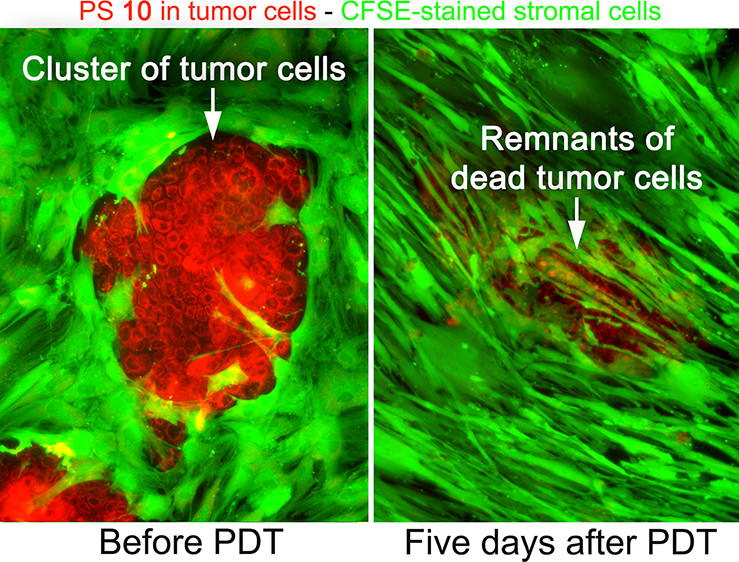 PS 10 in tumor cells - CFSE-stained stromal cells
Cluster of tumor cells
Remnants of
dead tumor cells
Before PDT
Five days after PDT